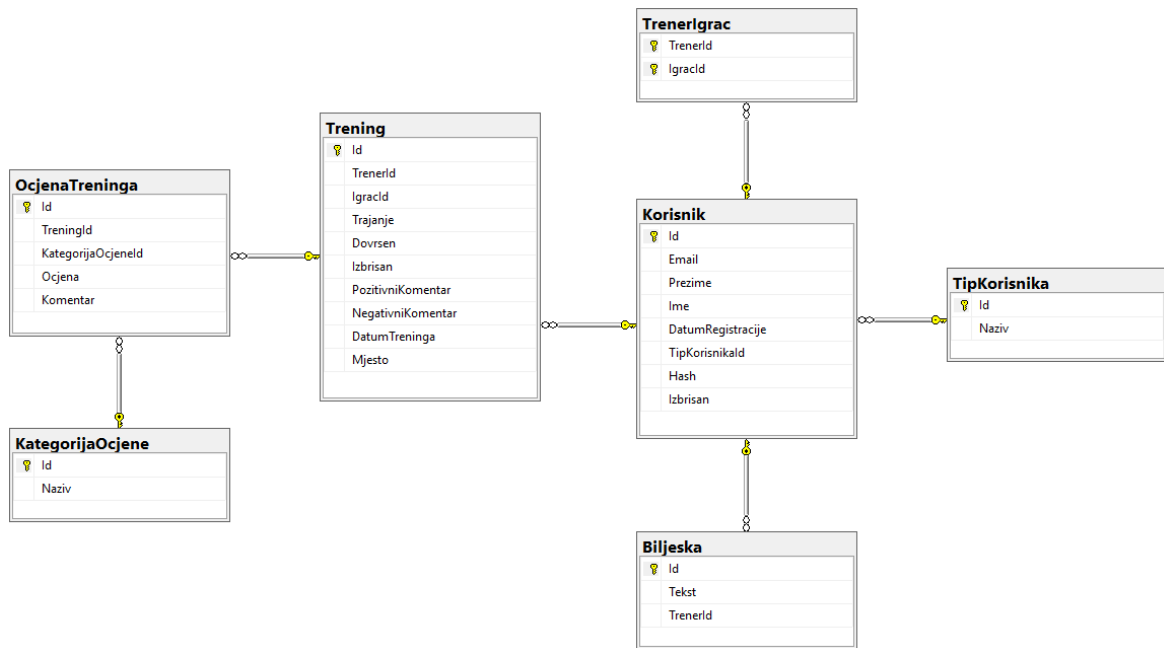 TrenerIgrac
TrenerId
IgracId
Trening
Id
TrenerId
IgracId
Trajanje
Dovrsen
Izbrisan
PozitivniKomentar
NegativniKomentar
DatumTreninga
Mjesto
OcjenaTreninga
Id
TreningId
KategorijaOcjeneId
Ocjena
Komentar
Korisnik
Id
Email
Prezime
Ime
DatumRegistracije
TipKorisnikaId
Hash
Izbrisan
TipKorisnika
Id
Naziv
KategorijaOcjene
Id
Naziv
Biljeska
Id
Tekst
TrenerId